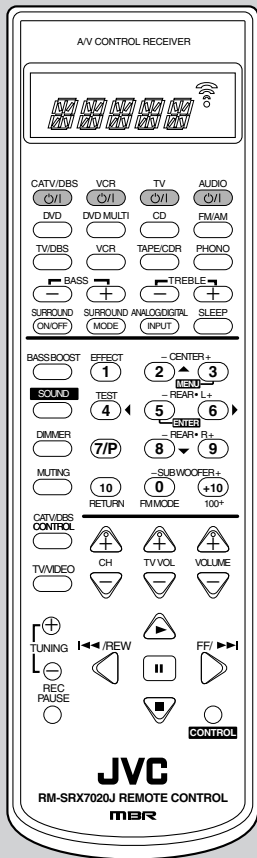 A/V CONTROL RECEIVER
CATV/DBS VCR TV AUDIO
⏻/I ⏻/I ⏻/I ⏻/I
DVD DVD MULTI CD FM/AM
TV/DBS VCR TAPE/CDR PHONO
BASS TREBLE
− + − +
SURROUND SURROUND ANALOG/DIGITAL SLEEP
ON/OFF MODE INPUT
BASS BOOST EFFECT − CENTER +
1 2 3
MENU
SOUND TEST − REAR • L +
4 5 6
ENTER
DIMMER − REAR • R +
7/P 8 9
MUTING −SUBWOOFER+
10 0 +10
RETURN FM MODE 100+
CATV/DBS
CONTROL
+ + +
TV/VIDEO CH TV VOL VOLUME
− − −
+
TUNING /REW FF/
−
REC
PAUSE
CONTROL
JVC
RM-SRX7020J REMOTE CONTROL
MBR